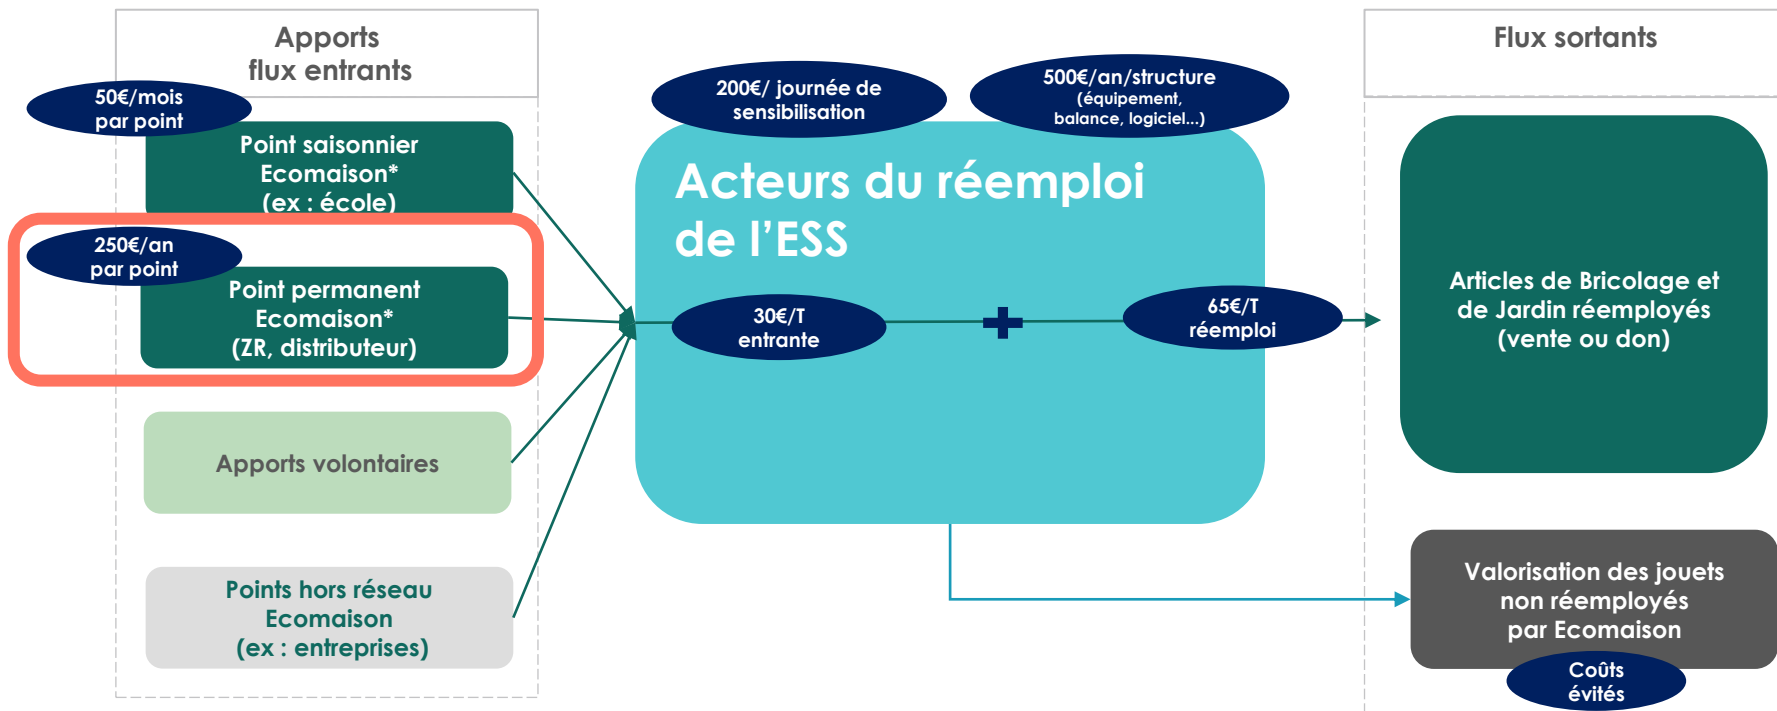 Apports
flux entrants
50€/mois
par point
Point saisonnier
Ecomaison*
(ex : école)
250€/an
par point
Point permanent
Ecomaison*
(ZR, distributeur)
Apports volontaires
Points hors réseau
Ecomaison
(ex : entreprises)
200€/ journée de
sensibilisation
500€/an/structure
(équipement,
balance, logiciel...)
Acteurs du réemploi
de l'ESS
30€/T
entrante
65€/T
réemploi
Flux sortants
Articles de Bricolage et
de Jardin réemployés
(vente ou don)
Valorisation des jouets
non réemployés
par Ecomaison
Coûts
évités